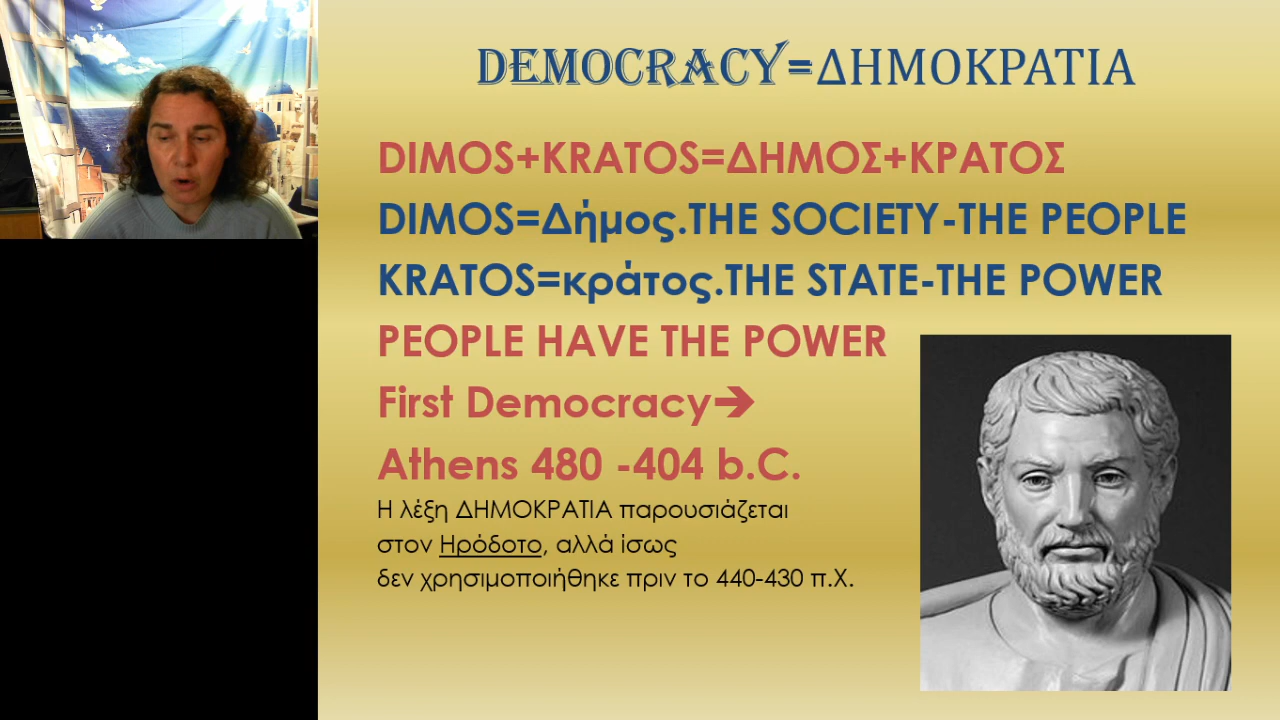 DEMOCRACY=ΔΗΜΟΚΡΑΤΙΑ
DIMOS+KRATOS=ΔΗΜΟΣ+ΚΡΑΤΟΣ
DIMOS=Δήμος.THE SOCIETY-THE PEOPLE
KRATOS=κράτος.THE STATE-THE POWER
PEOPLE HAVE THE POWER
First Democracy➔
Athens 480 -404 b.C.
Η λέξη ΔΗΜΟΚΡΑΤΙΑ παρουσιάζεται
στον Ηρόδοτο, αλλά ίσως
δεν χρησιμοποιήθηκε πριν το 440-430 π.Χ.